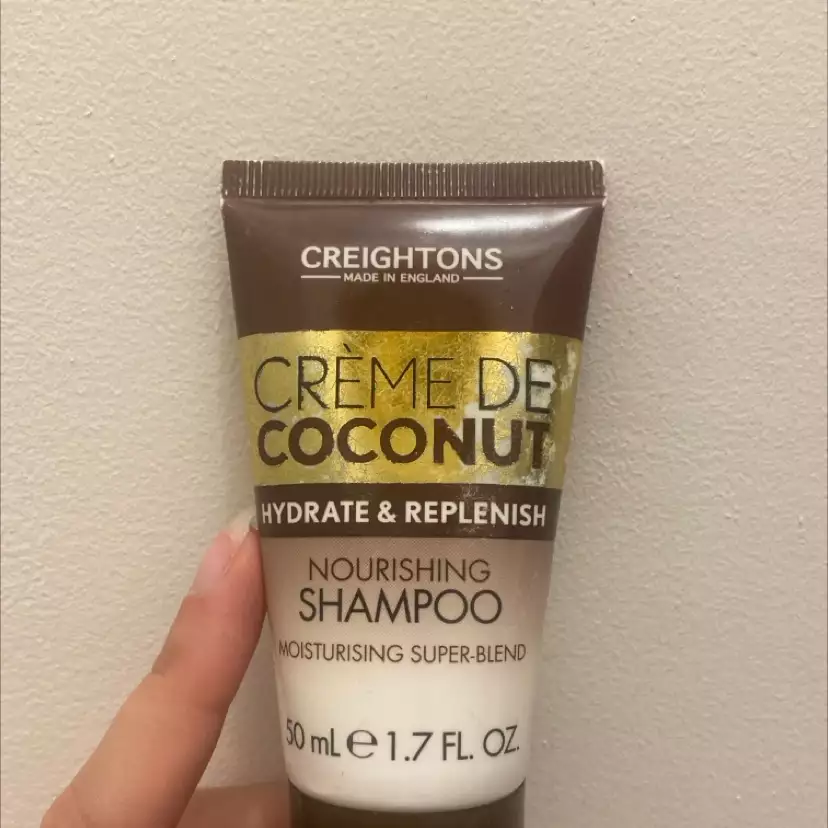 CREIGHTONS
MADE IN ENGLAND
CRÈME DE
COCONUT
HYDRATE & REPLENISH
NOURISHING
SHAMPOO
MOISTURISING SUPER-BLEND
50 mL ℮ 1.7 FL. OZ.